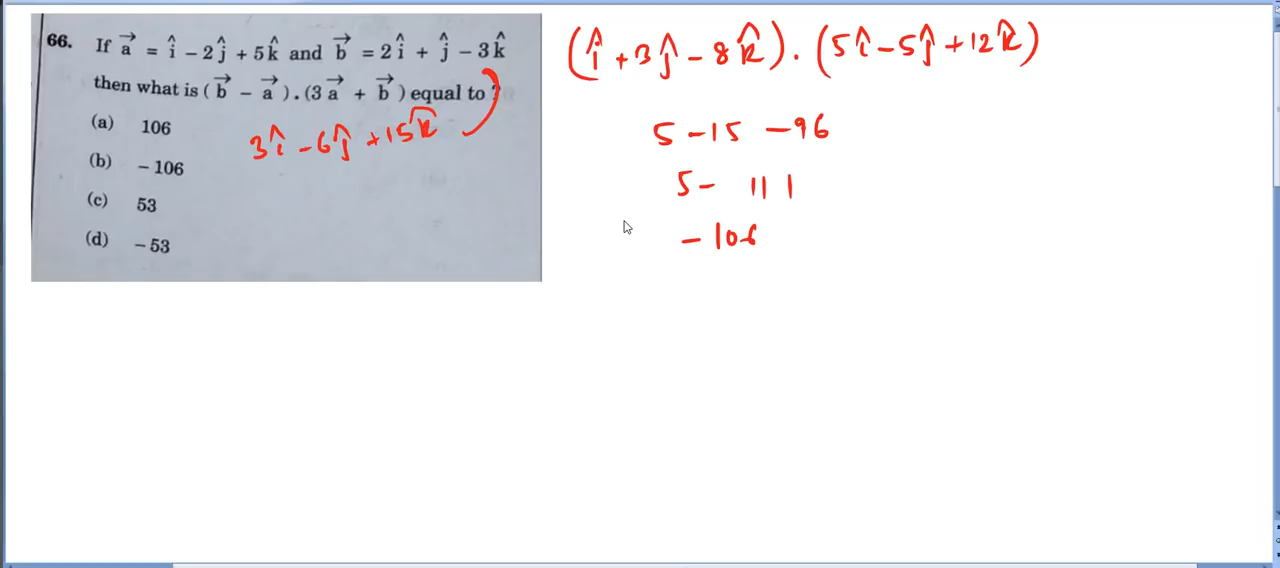 66. If a⃗ = î − 2ĵ + 5k̂ and b⃗ = 2î + ĵ − 3k̂
then what is ( b⃗ − a⃗ ) . (3 a⃗ + b⃗ ) equal to ?
(a) 106
(b) − 106
(c) 53
(d) − 53
3î − 6ĵ + 15k̂
(î + 3ĵ − 8k̂) . (5î − 5ĵ + 12k̂)
5 − 15 − 96
5 − 111
− 106